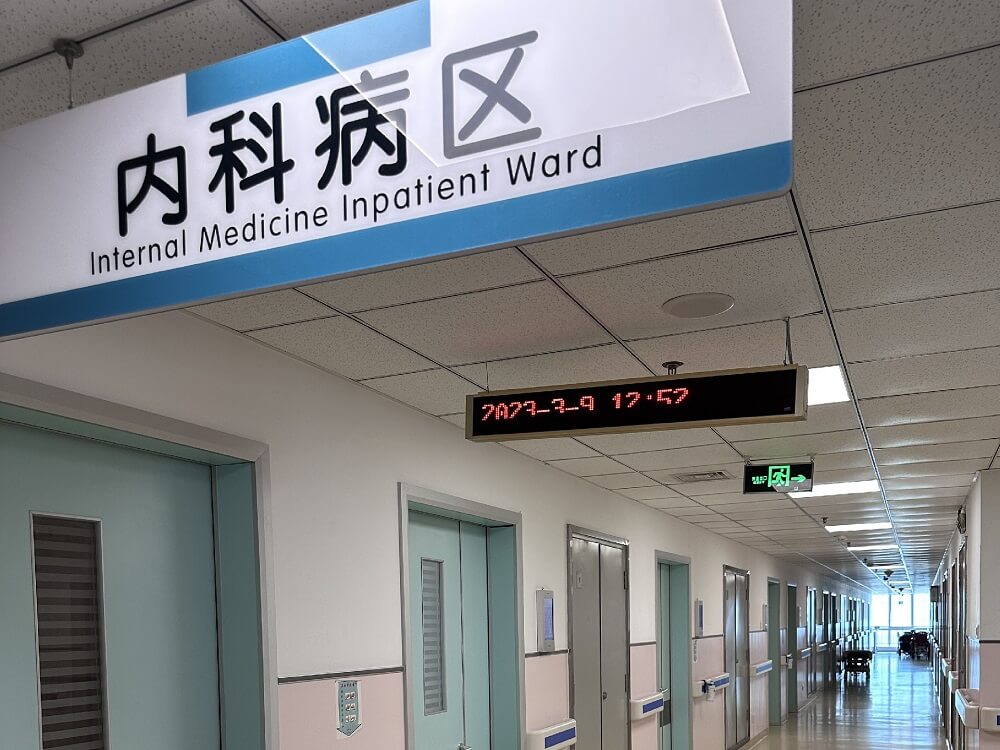 内科病区
Internal Medicine Inpatient Ward
2023-3-9 12:52